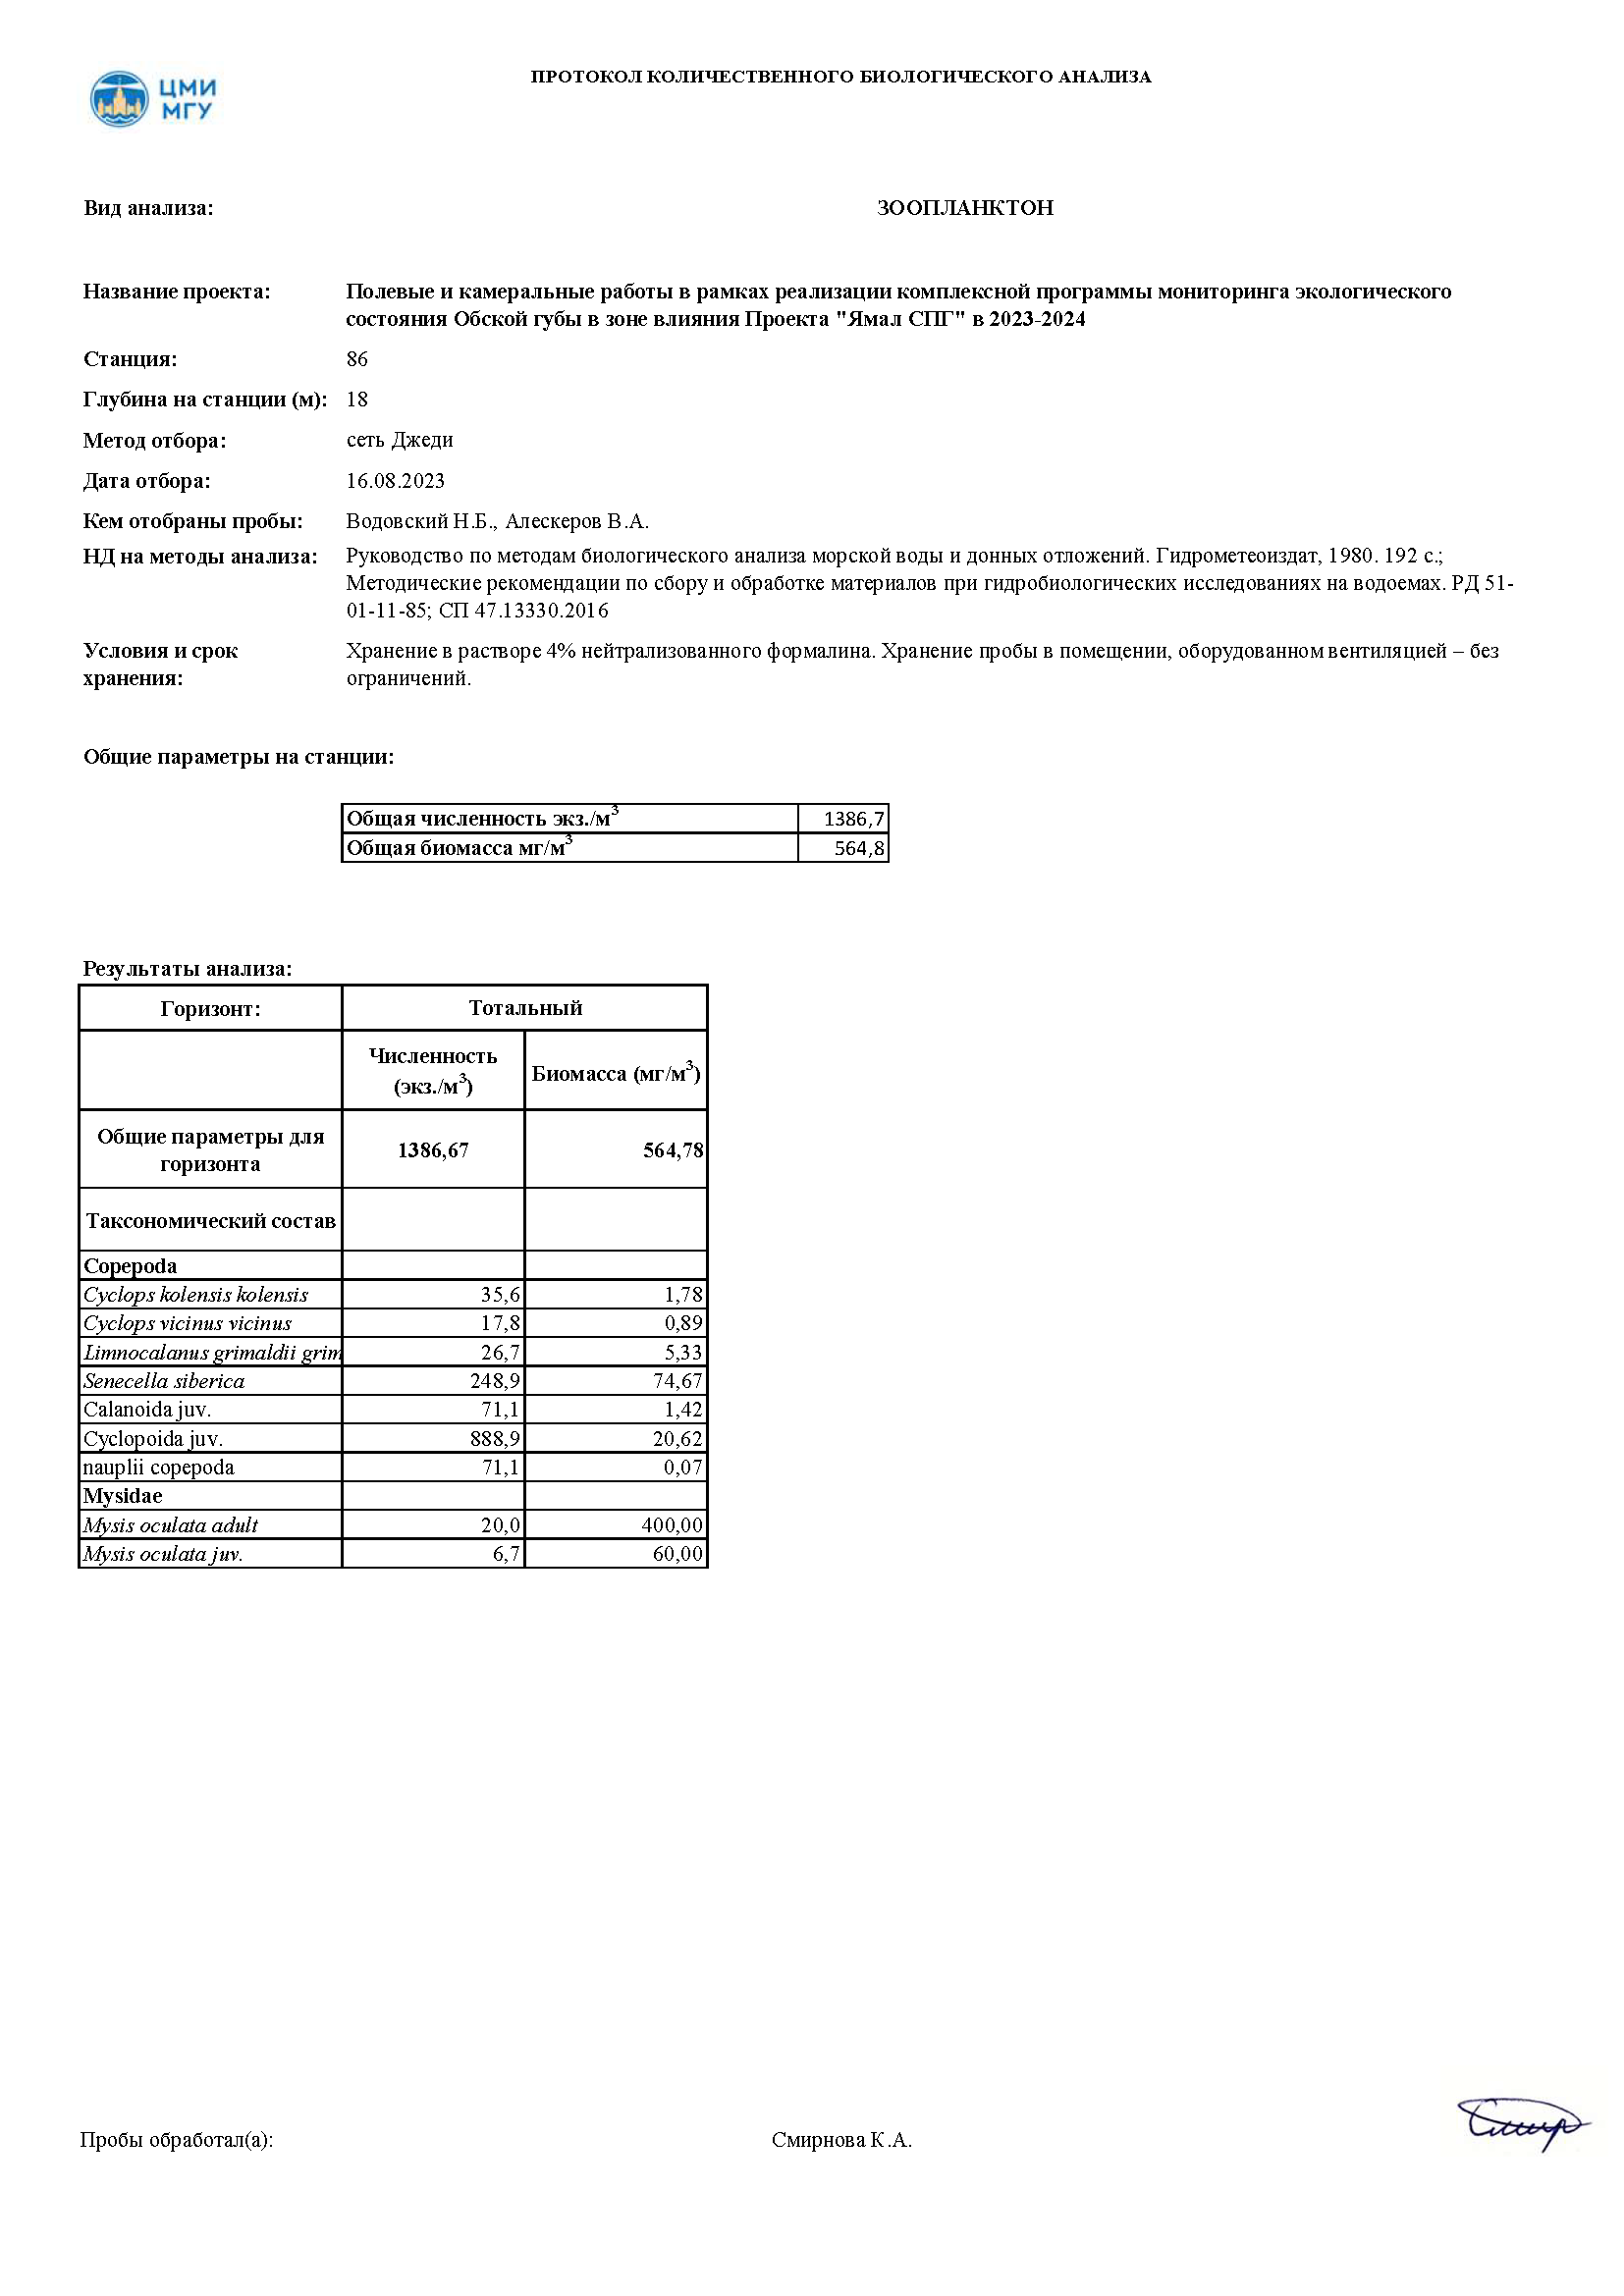 ЦМИ
МГУ
ПРОТОКОЛ КОЛИЧЕСТВЕННОГО БИОЛОГИЧЕСКОГО АНАЛИЗА
Вид анализа: ЗООПЛАНКТОН
Название проекта: Полевые и камеральные работы в рамках реализации комплексной программы мониторинга экологического
состояния Обской губы в зоне влияния Проекта "Ямал СПГ" в 2023-2024
Станция: 86
Глубина на станции (м): 18
Метод отбора: сеть Джеди
Дата отбора: 16.08.2023
Кем отобраны пробы: Водовский Н.Б., Алескеров В.А.
НД на методы анализа: Руководство по методам биологического анализа морской воды и донных отложений. Гидрометеоиздат, 1980. 192 с.;
Методические рекомендации по сбору и обработке материалов при гидробиологических исследованиях на водоемах. РД 51-
01-11-85; СП 47.13330.2016
Условия и срок
хранения:
Хранение в растворе 4% нейтрализованного формалина. Хранение пробы в помещении, оборудованном вентиляцией – без
ограничений.
Общие параметры на станции:
Общая численность экз./м³ 1386,7
Общая биомасса мг/м³ 564,8
Результаты анализа:
Горизонт: Тотальный
Численность
(экз./м³)
Биомасса (мг/м³)
Общие параметры для
горизонта
1386,67 564,78
Таксономический состав
Copepoda
Cyclops kolensis kolensis 35,6 1,78
Cyclops vicinus vicinus 17,8 0,89
Limnocalanus grimaldii grim 26,7 5,33
Senecella siberica 248,9 74,67
Calanoida juv. 71,1 1,42
Cyclopoida juv. 888,9 20,62
nauplii copepoda 71,1 0,07
Mysidae
Mysis oculata adult 20,0 400,00
Mysis oculata juv. 6,7 60,00
Пробы обработал(а): Смирнова К.А.